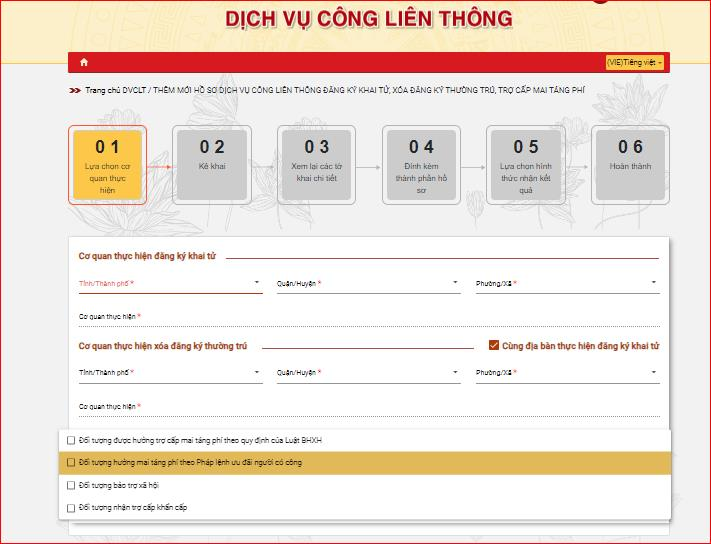 DỊCH VỤ CÔNG LIÊN THÔNG
(VIE)Tiếng việt
Trang chủ DVCLT / THÊM MỚI HỒ SƠ DỊCH VỤ CÔNG LIÊN THÔNG ĐĂNG KÝ KHAI TỬ, XÓA ĐĂNG KÝ THƯỜNG TRÚ, TRỢ CẤP MAI TÁNG PHÍ
01
Lựa chọn cơ
quan thực
hiện
02
Kê khai
03
Xem lại các tờ
khai chi tiết
04
Đính kèm
thành phần hồ
sơ
05
Lựa chọn hình
thức nhận kết
quả
06
Hoàn thành
Cơ quan thực hiện đăng ký khai tử
Tỉnh/Thành phố * Quận/Huyện * Phường/Xã *
Cơ quan thực hiện *
Cơ quan thực hiện xóa đăng ký thường trú Cùng địa bàn thực hiện đăng ký khai tử
Tỉnh/Thành phố * Quận/Huyện * Phường/Xã *
Cơ quan thực hiện *
Đối tượng được hưởng trợ cấp mai táng phí theo quy định của Luật BHXH
Đối tượng hưởng mai táng phí theo Pháp lệnh ưu đãi người có công
Đối tượng bảo trợ xã hội
Đối tượng nhận trợ cấp khẩn cấp